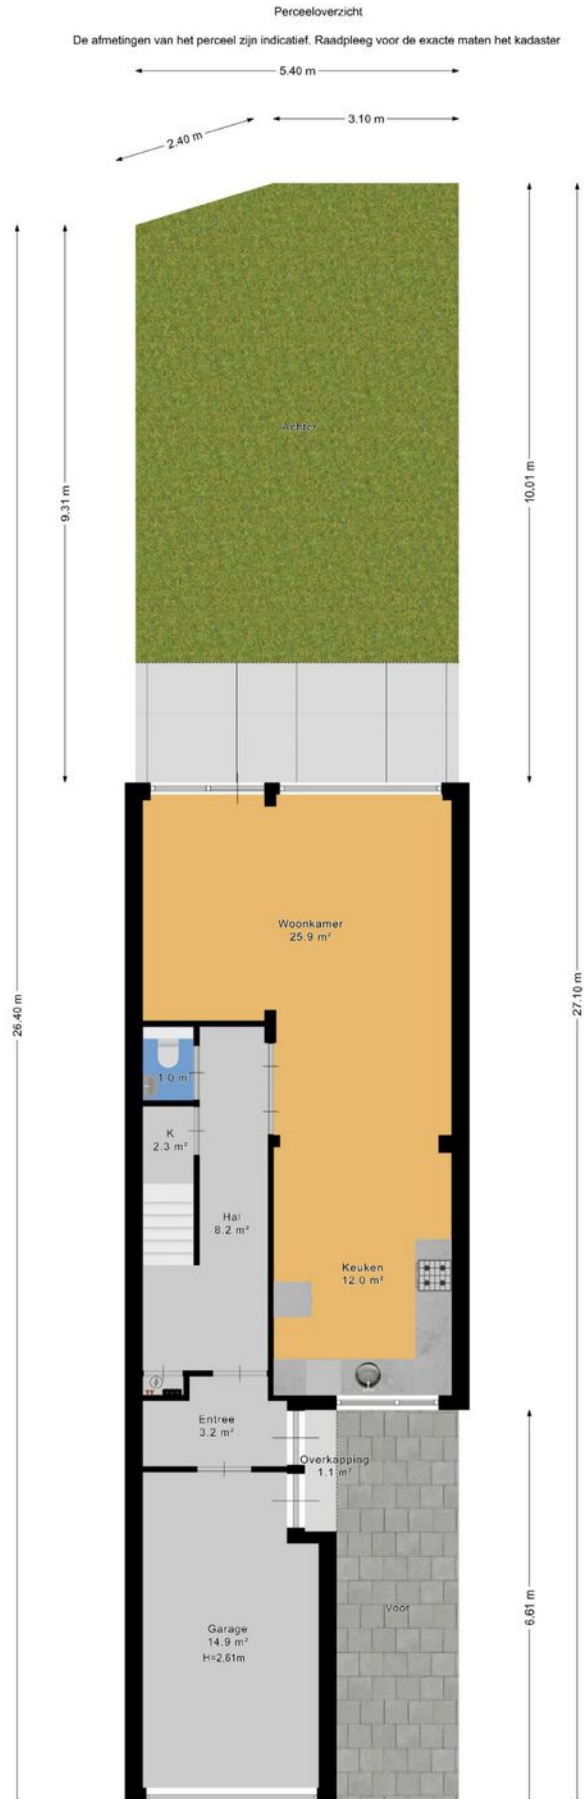 Perceeloverzicht
De afmetingen van het perceel zijn indicatief. Raadpleeg voor de exacte maten het kadaster
5.40 m
3.10 m
2.40 m
Achter
9.31 m
10.01 m
Woonkamer
25.9 m²
26.40 m
27.10 m
1.0 m²
K
2.3 m²
Hal
8.2 m²
Keuken
12.0 m²
Entree
3.2 m²
Overkapping
1.1 m²
Voor
6.61 m
Garage
14.9 m²
H=2.61m